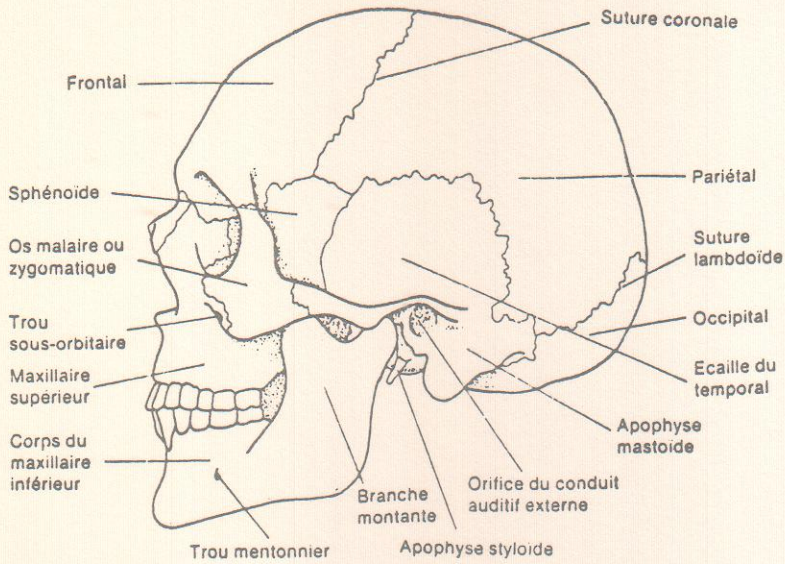 Suture coronale
Frontal
Pariétal
Sphénoïde
Os malaire ou
zygomatique
Suture
lambdoïde
Trou
sous-orbitaire
Occipital
Maxillaire
supérieur
Ecaille du
temporal
Corps du
maxillaire
inférieur
Apophyse
mastoïde
Branche
montante
Orifice du conduit
auditif externe
Trou mentonnier
Apophyse styloïde